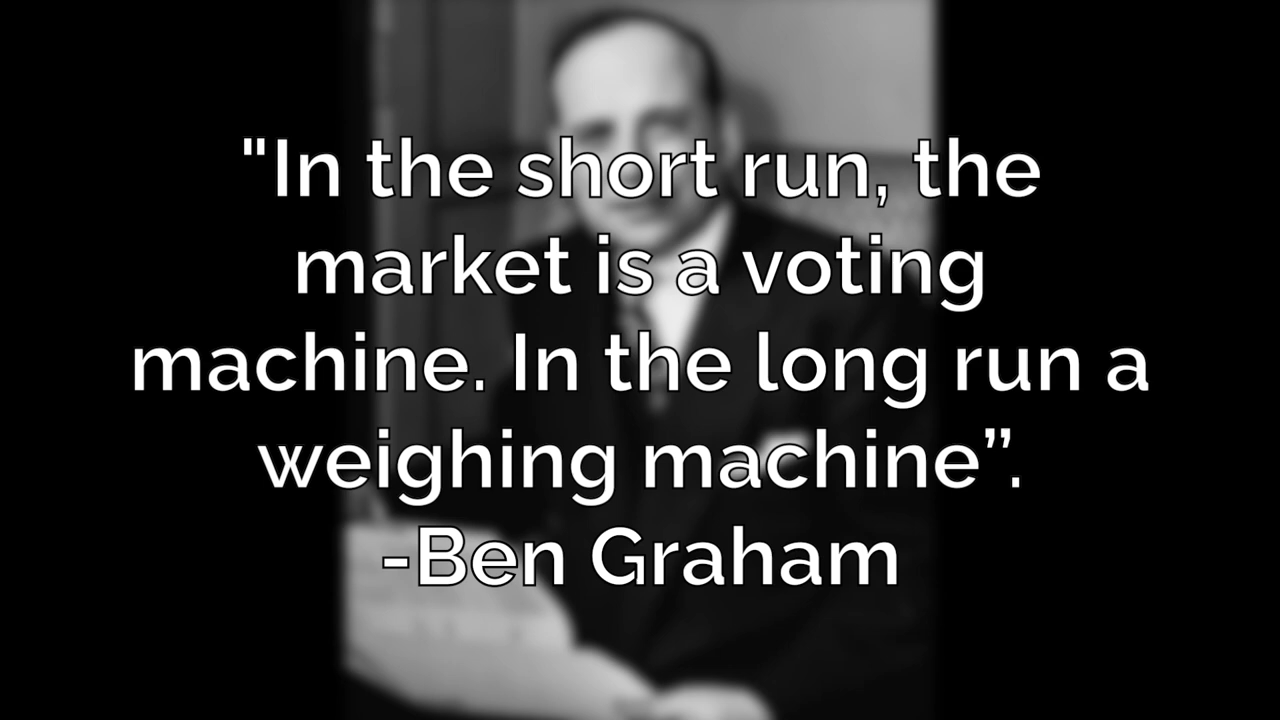 "In the short run, the
market is a voting
machine. In the long run a
weighing machine”.
-Ben Graham